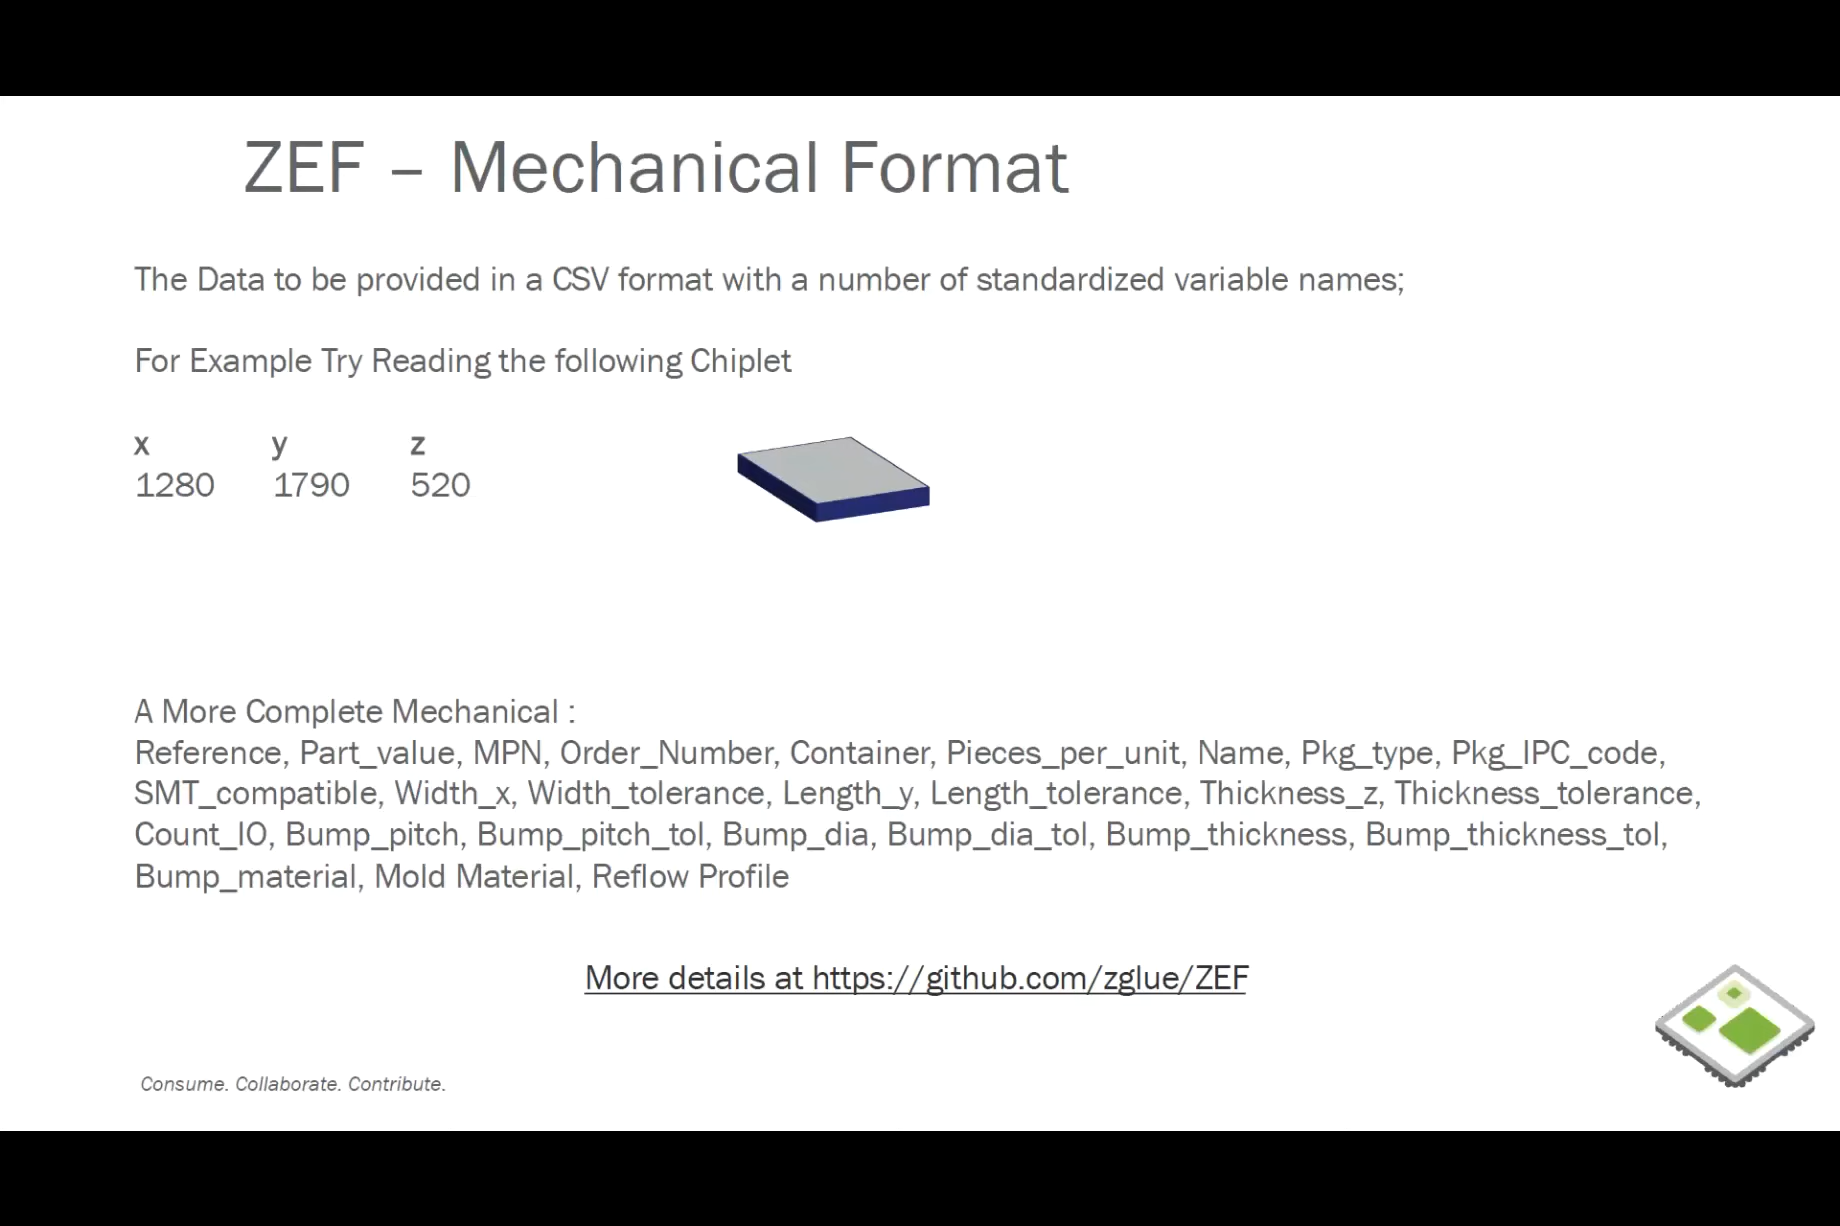 ZEF – Mechanical Format
The Data to be provided in a CSV format with a number of standardized variable names;
For Example Try Reading the following Chiplet
x y z
1280 1790 520
A More Complete Mechanical :
Reference, Part_value, MPN, Order_Number, Container, Pieces_per_unit, Name, Pkg_type, Pkg_IPC_code,
SMT_compatible, Width_x, Width_tolerance, Length_y, Length_tolerance, Thickness_z, Thickness_tolerance,
Count_IO, Bump_pitch, Bump_pitch_tol, Bump_dia, Bump_dia_tol, Bump_thickness, Bump_thickness_tol,
Bump_material, Mold Material, Reflow Profile
More details at https://github.com/zglue/ZEF
Consume. Collaborate. Contribute.